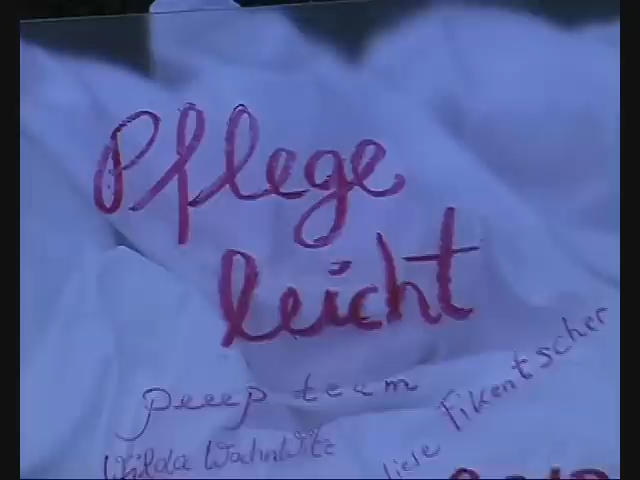 Pflege
leicht
peeep team
Wilda WahnWitz
liese Fikentscher